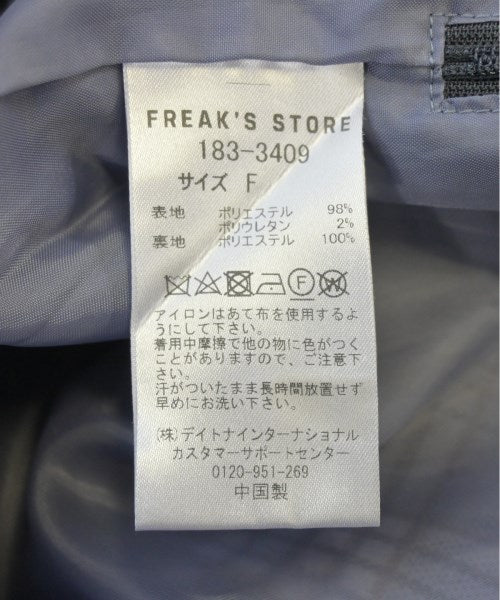 FREAK'S STORE
183-3409
サイズ F
表地 ポリエステル 98%
ポリウレタン 2%
裏地 ポリエステル 100%
アイロンはあて布を使用するよ
うにして下さい。
着用中摩擦で他の物に色がつく
ことがありますので、ご注意下
さい。
汗がついたまま長時間放置せず
早めにお洗い下さい。
(株)デイトナインターナショナル
カスタマーサポートセンター
0120-951-269
中国製